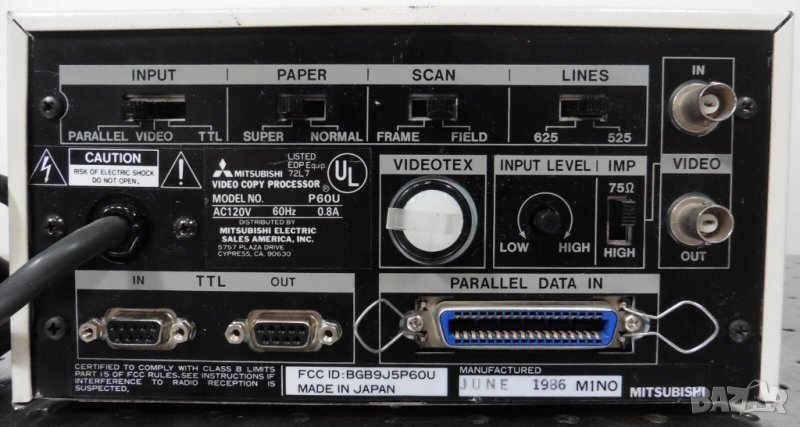 INPUT PAPER SCAN LINES IN
PARALLEL VIDEO TTL SUPER NORMAL FRAME FIELD 625 525
CAUTION
RISK OF ELECTRIC SHOCK
DO NOT OPEN.
MITSUBISHI
LISTED
EDP Equip.
72L7
UL
®
VIDEO COPY PROCESSOR
MODEL NO. P60U
AC120V 60Hz 0.8A
DISTRIBUTED BY
MITSUBISHI ELECTRIC
SALES AMERICA, INC.
5757 PLAZA DRIVE
CYPRESS, CA. 90630
VIDEOTEX
INPUT LEVEL IMP
75Ω
LOW HIGH HIGH
VIDEO
OUT
IN TTL OUT
PARALLEL DATA IN
CERTIFIED TO COMPLY WITH CLASS B LIMITS
PART 15 OF FCC RULES. SEE INSTRUCTIONS IF
INTERFERENCE TO RADIO RECEPTION IS
SUSPECTED.
FCC ID:BGB9J5P60U
MADE IN JAPAN
MANUFACTURED
JUNE 1986 MINO
MITSUBISHI
BAZAR